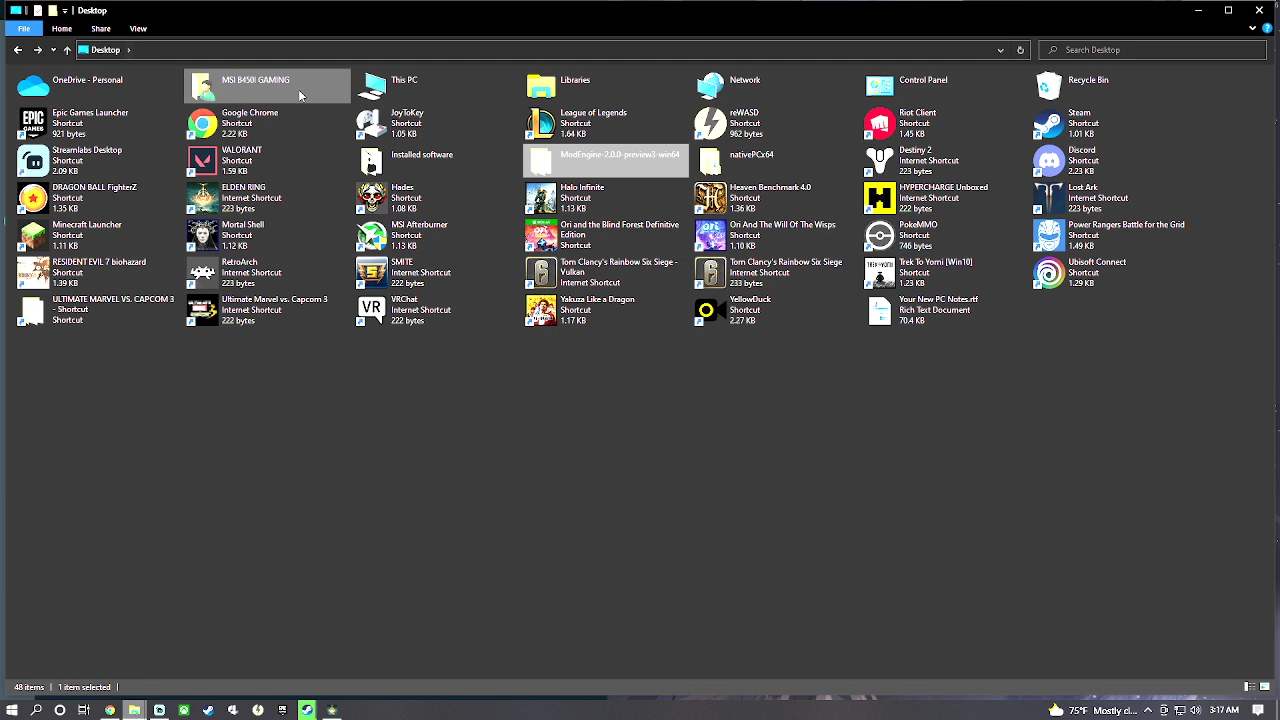 Desktop
File Home Share View
Desktop
Search Desktop
OneDrive - Personal
MSI B450I GAMING
This PC
Libraries
Network
Control Panel
Recycle Bin
EPIC GAMES
Epic Games Launcher
Shortcut
921 bytes
Google Chrome
Shortcut
2.22 KB
JoyToKey
Shortcut
1.05 KB
League of Legends
Shortcut
1.64 KB
reWASD
Shortcut
962 bytes
Riot Client
Shortcut
1.45 KB
Steam
Shortcut
1.01 KB
Streamlabs Desktop
Shortcut
2.09 KB
VALORANT
Shortcut
1.59 KB
Installed software
ModEngine-2.0.0-preview3-win64
nativePCx64
Destiny 2
Internet Shortcut
Discord
Shortcut
2.23 KB
DRAGON BALL FighterZ
Shortcut
1.35 KB
ELDEN RING
Internet Shortcut
223 bytes
Hades
Shortcut
1.08 KB
Halo Infinite
Shortcut
1.13 KB
Heaven Benchmark 4.0
Shortcut
1.36 KB
HYPERCHARGE Unboxed
Internet Shortcut
222 bytes
Lost Ark
Internet Shortcut
223 bytes
Minecraft Launcher
Shortcut
1.11 KB
Mortal Shell
Shortcut
1.12 KB
MSI Afterburner
Shortcut
1.13 KB
Ori and the Blind Forest Definitive
Edition
Shortcut
Ori And The Will Of The Wisps
Shortcut
1.10 KB
PokeMMO
Shortcut
746 bytes
Power Rangers Battle for the Grid
Shortcut
1.49 KB
RESIDENT EVIL 7 biohazard
Shortcut
1.39 KB
RetroArch
Internet Shortcut
223 bytes
SMITE
Internet Shortcut
222 bytes
Tom Clancy's Rainbow Six Siege -
Vulkan
Internet Shortcut
Tom Clancy's Rainbow Six Siege
Internet Shortcut
233 bytes
Trek To Yomi [Win10]
Shortcut
1.23 KB
Ubisoft Connect
Shortcut
1.29 KB
ULTIMATE MARVEL VS. CAPCOM 3
- Shortcut
Shortcut
Ultimate Marvel vs. Capcom 3
Internet Shortcut
222 bytes
VR
VRChat
Internet Shortcut
222 bytes
Yakuza Like a Dragon
Shortcut
1.17 KB
YellowDuck
Shortcut
2.27 KB
Your New PC Notes.rtf
Rich Text Document
70.4 KB
48 items 1 item selected
75°F Mostly cl... 3:17 AM